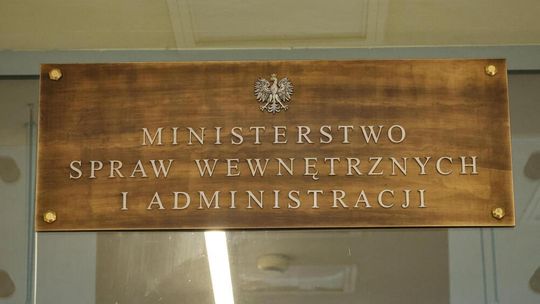 MINISTERSTWO
SPRAW WEWNĘTRZNYCH
I ADMINISTRACJI